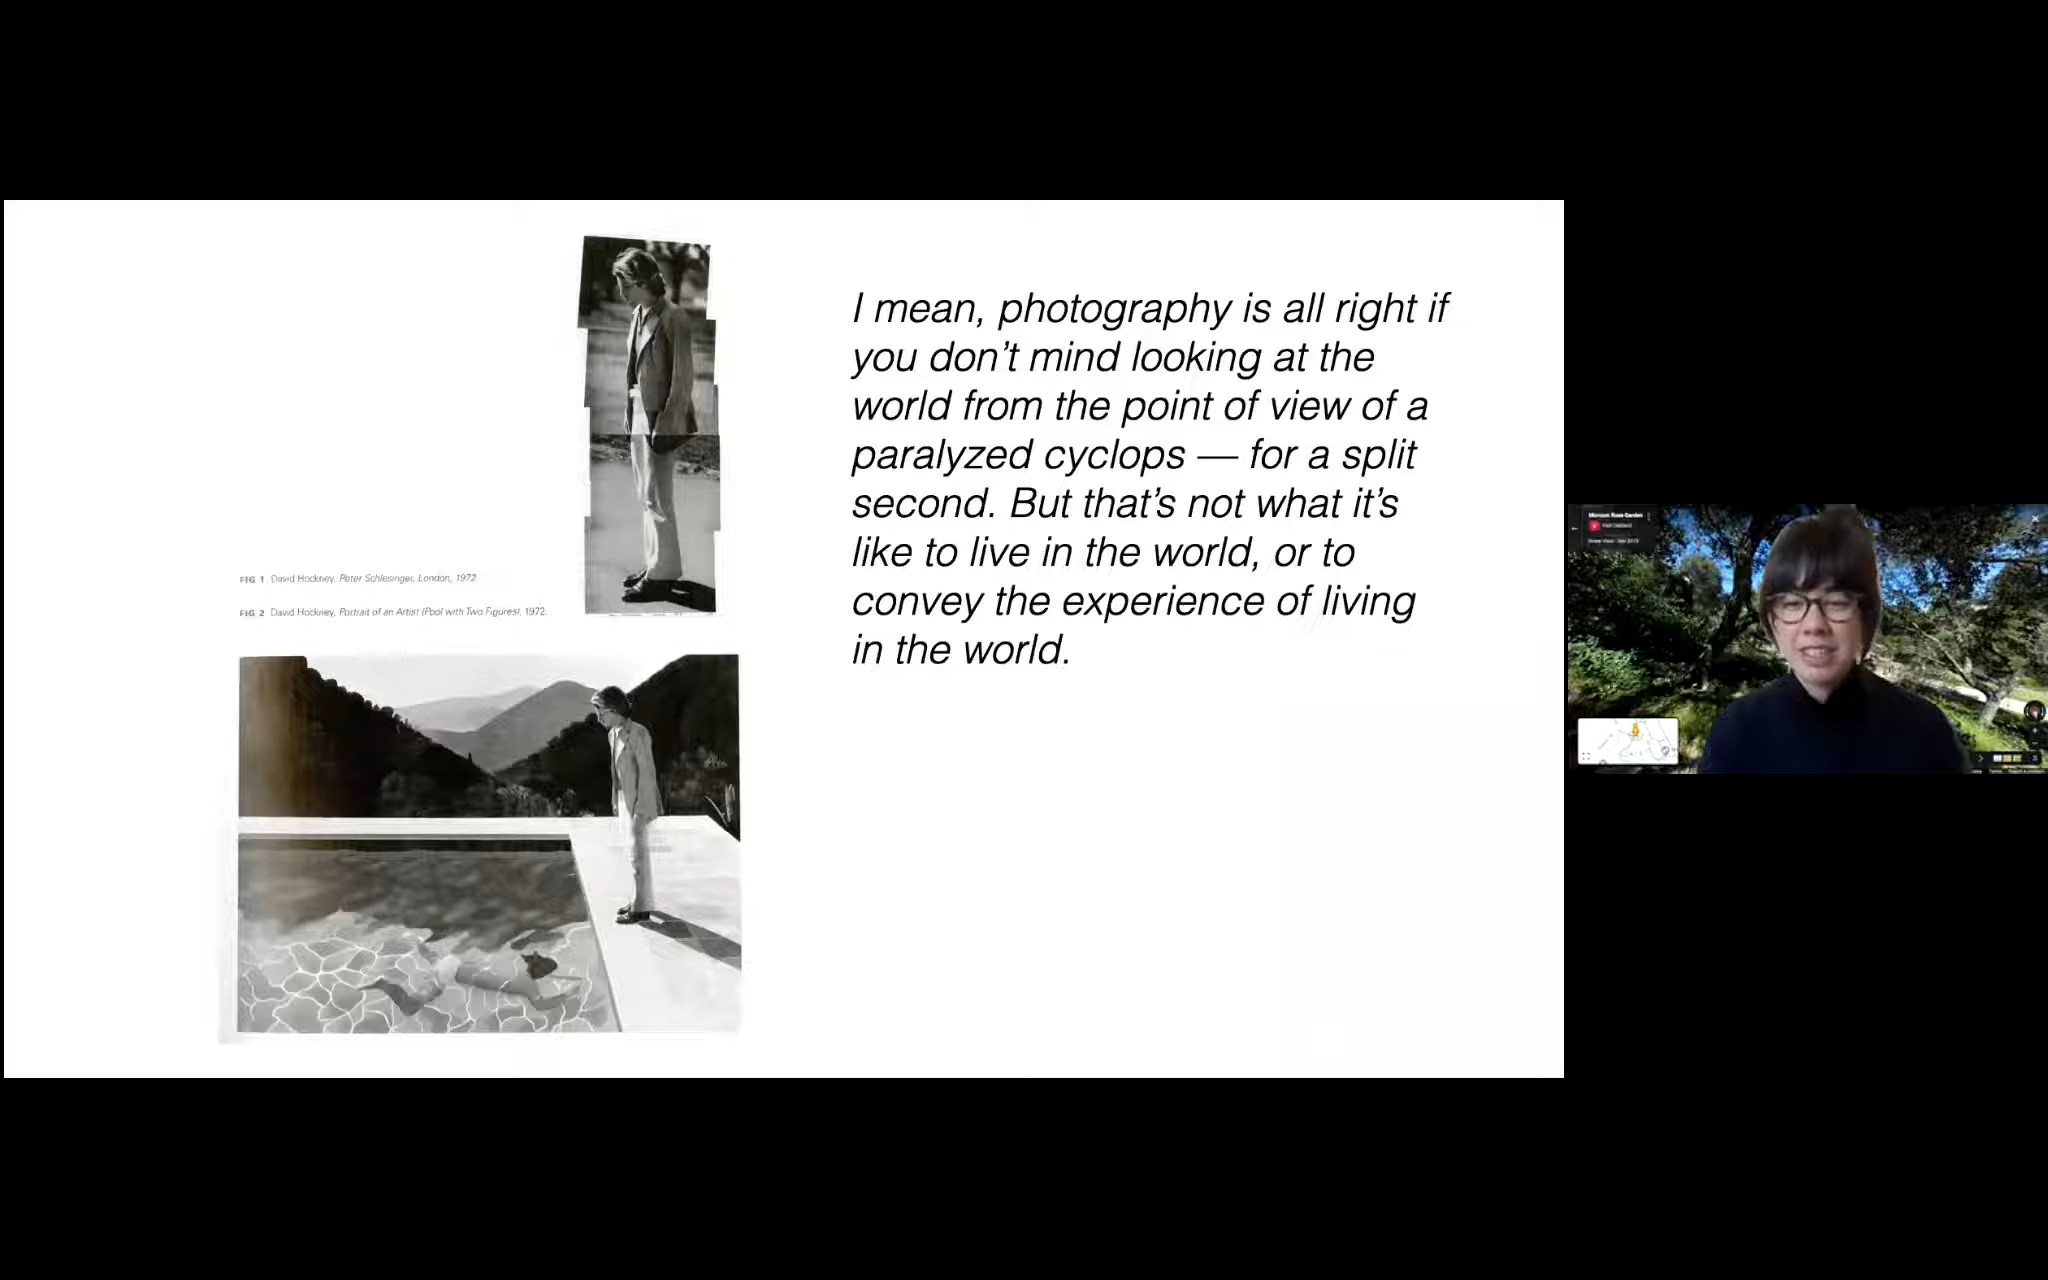 FIG 1 David Hockney, Peter Schlesinger, London, 1972.
FIG 2 David Hockney, Portrait of an Artist (Pool with Two Figures), 1972.
I mean, photography is all right if
you don’t mind looking at the
world from the point of view of a
paralyzed cyclops — for a split
second. But that’s not what it’s
like to live in the world, or to
convey the experience of living
in the world.
Morcom Rose Garden